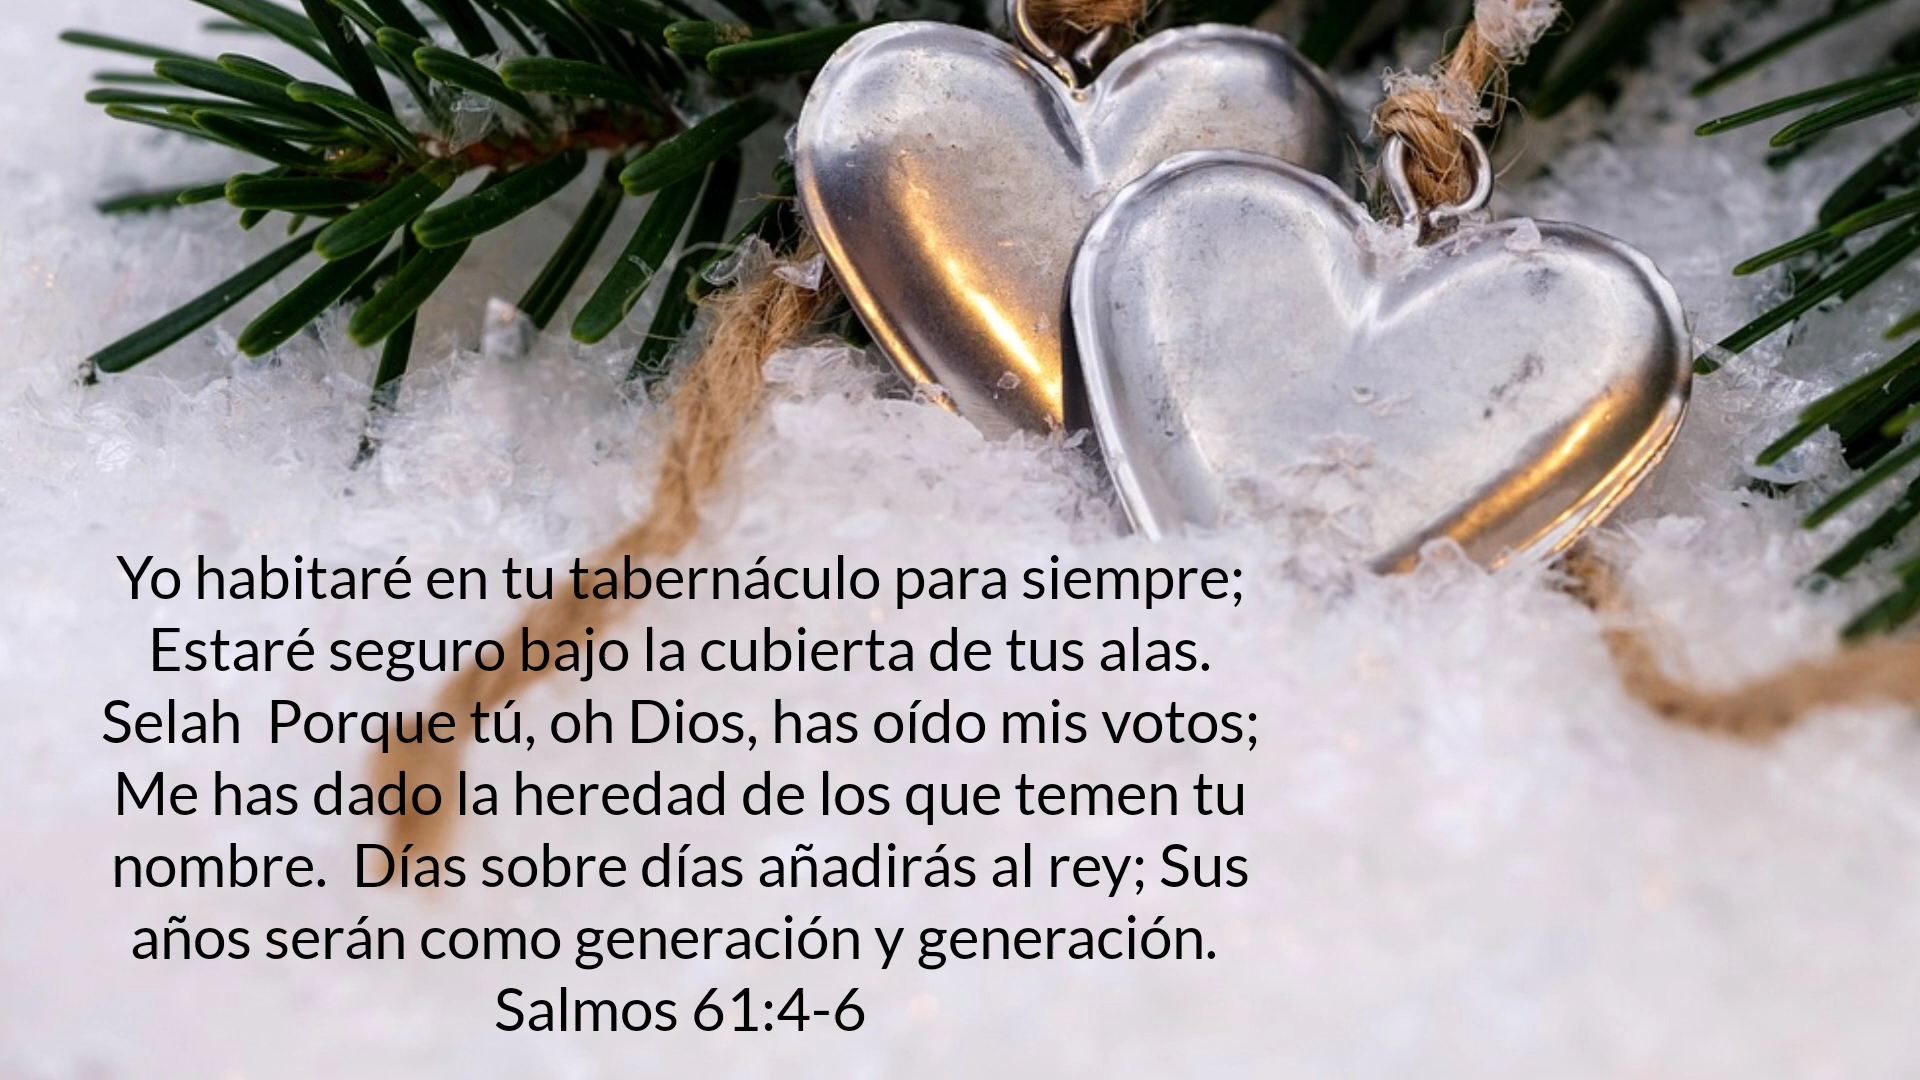 Yo habitaré en tu tabernáculo para siempre;
Estaré seguro bajo la cubierta de tus alas.
Selah  Porque tú, oh Dios, has oído mis votos;
Me has dado la heredad de los que temen tu
nombre.  Días sobre días añadirás al rey; Sus
años serán como generación y generación.
Salmos 61:4-6